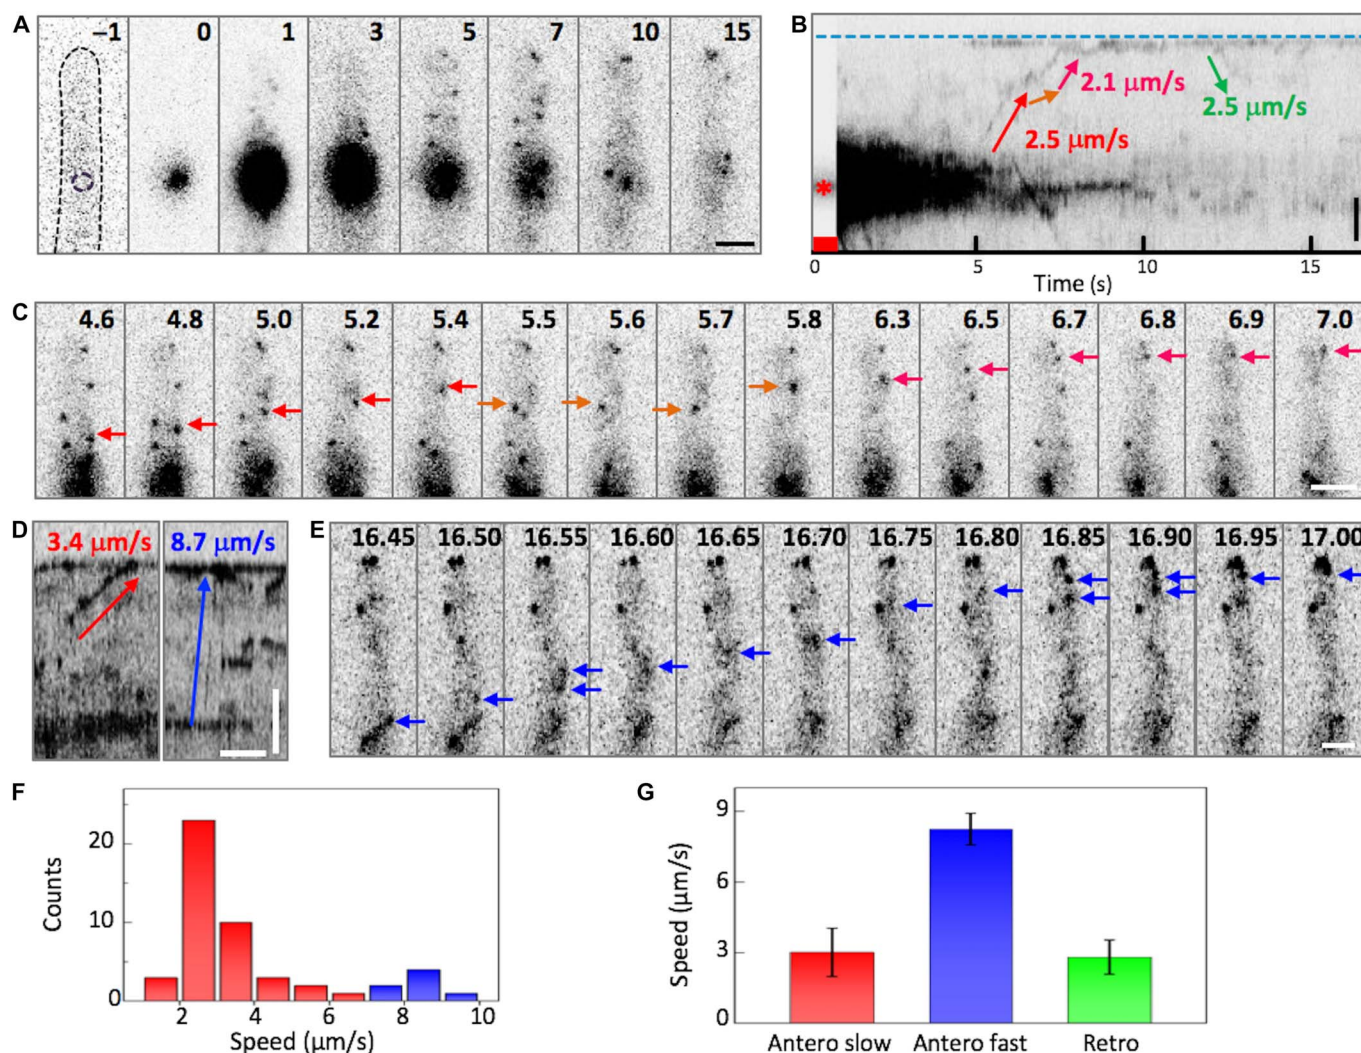 A
–1 0 1 3 5 7 10 15
B
2.1 μm/s
2.5 μm/s
2.5 μm/s
*
0 5 10 15
Time (s)
C
4.6 4.8 5.0 5.2 5.4 5.5 5.6 5.7 5.8 6.3 6.5 6.7 6.8 6.9 7.0
D
3.4 μm/s 8.7 μm/s
E
16.45 16.50 16.55 16.60 16.65 16.70 16.75 16.80 16.85 16.90 16.95 17.00
F
20
10
0
Counts
2 4 6 8 10
Speed (μm/s)
G
9
6
3
0
Speed (μm/s)
Antero slow Antero fast Retro